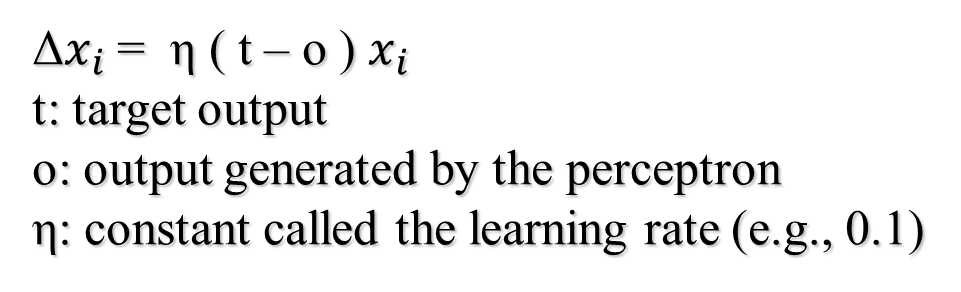 Δxᵢ = η ( t – o ) xᵢ
t: target output
o: output generated by the perceptron
η: constant called the learning rate (e.g., 0.1)